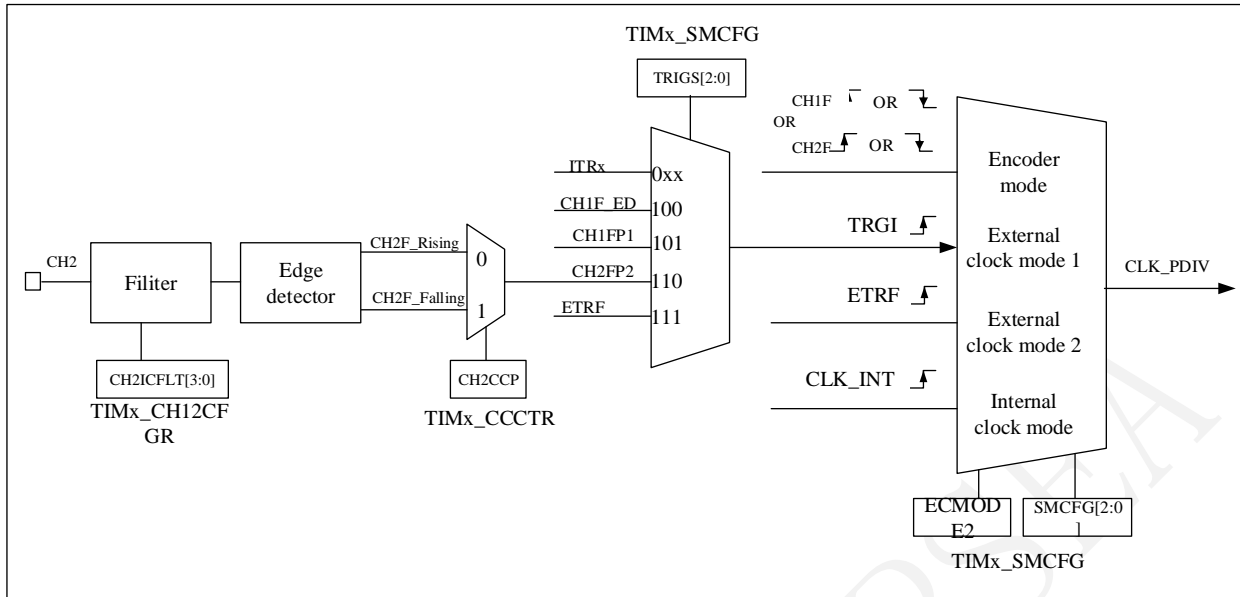 TIMx_SMCFG
TRIGS[2:0]
CH1F OR
OR
CH2F OR
ITRx 0xx
CH1F_ED 100
CH1FP1 101
CH2FP2 110
ETRF 111
CH2
Filiter
Edge
detector
CH2F_Rising 0
CH2F_Falling 1
CH2ICFLT[3:0]
TIMx_CH12CF
GR
CH2CCP
TIMx_CCCTR
Encoder
mode
TRGI
External
clock mode 1
ETRF
External
clock mode 2
CLK_INT
Internal
clock mode
CLK_PDIV
ECMOD
E2
SMCFG[2:0
]
TIMx_SMCFG